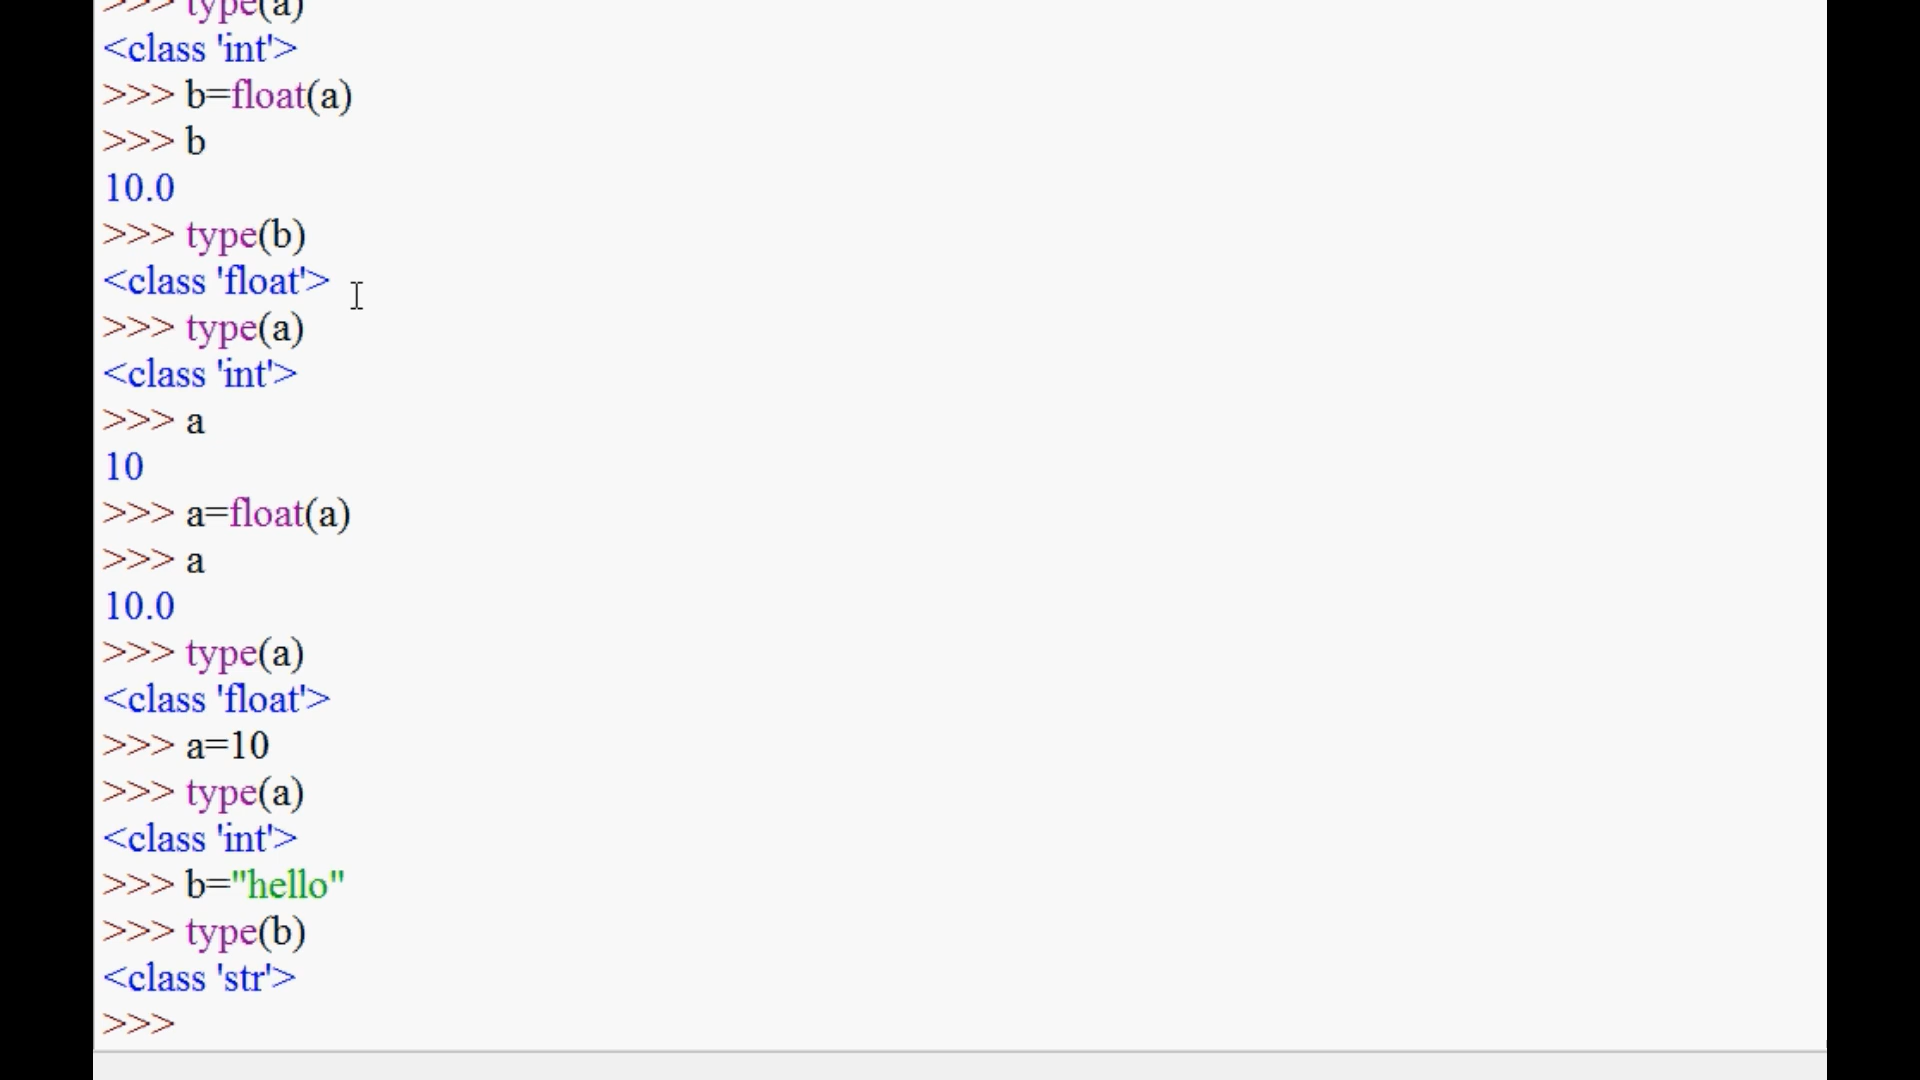 >>> type(a)
<class 'int'>
>>> b=float(a)
>>> b
10.0
>>> type(b)
<class 'float'>
>>> type(a)
<class 'int'>
>>> a
10
>>> a=float(a)
>>> a
10.0
>>> type(a)
<class 'float'>
>>> a=10
>>> type(a)
<class 'int'>
>>> b="hello"
>>> type(b)
<class 'str'>
>>>